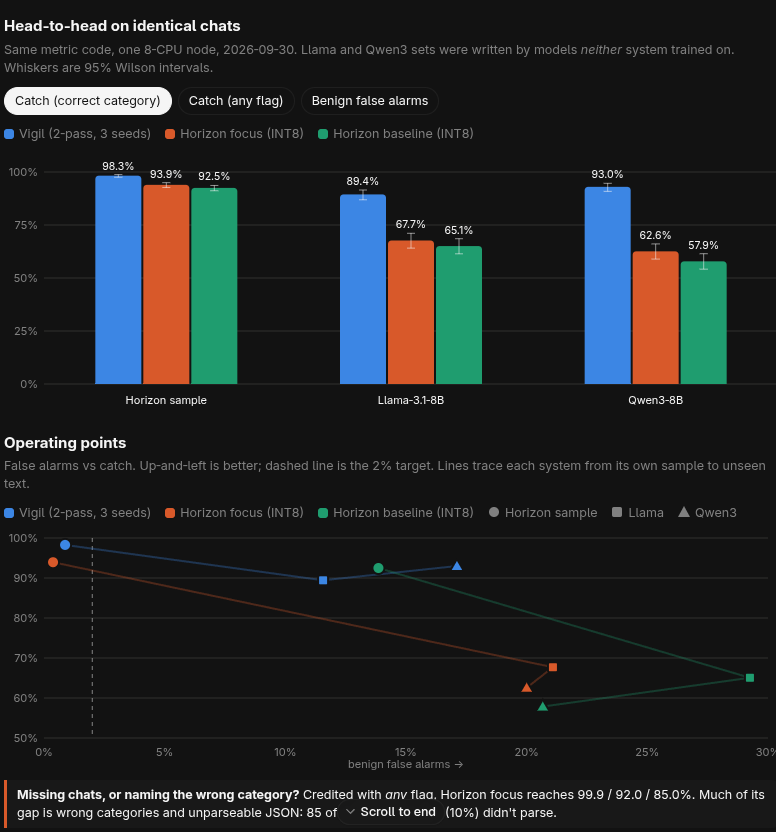 Head-to-head on identical chats
Same metric code, one 8-CPU node, 2026-09-30. Llama and Qwen3 sets were written by models neither system trained on.
Whiskers are 95% Wilson intervals.
Catch (correct category) Catch (any flag) Benign false alarms
Vigil (2-pass, 3 seeds) Horizon focus (INT8) Horizon baseline (INT8)
100%
75%
50%
25%
0%
98.3% 93.9% 92.5%
89.4% 67.7% 65.1%
93.0% 62.6% 57.9%
Horizon sample Llama-3.1-8B Qwen3-8B
Operating points
False alarms vs catch. Up-and-left is better; dashed line is the 2% target. Lines trace each system from its own sample to unseen
text.
Vigil (2-pass, 3 seeds) Horizon focus (INT8) Horizon baseline (INT8) Horizon sample Llama Qwen3
100%
90%
80%
70%
60%
50%
0% 5% 10% 15% 20% 25% 30%
benign false alarms →
Missing chats, or naming the wrong category? Credited with any flag, Horizon focus reaches 99.9 / 92.0 / 85.0%. Much of its
gap is wrong categories and unparseable JSON: 85 of Scroll to end (10%) didn't parse.